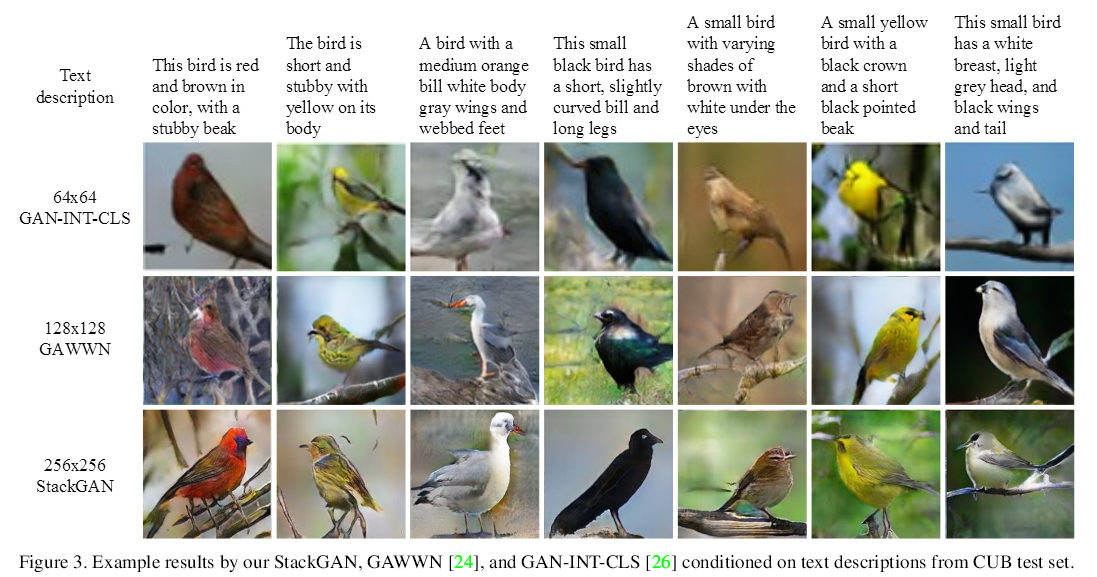 Text
description
This bird is red
and brown in
color, with a
stubby beak
The bird is
short and
stubby with
yellow on its
body
A bird with a
medium orange
bill white body
gray wings and
webbed feet
This small
black bird has
a short, slightly
curved bill and
long legs
A small bird
with varying
shades of
brown with
white under the
eyes
A small yellow
bird with a
black crown
and a short
black pointed
beak
This small bird
has a white
breast, light
grey head, and
black wings
and tail
64x64
GAN-INT-CLS
128x128
GAWWN
256x256
StackGAN
Figure 3. Example results by our StackGAN, GAWWN [24], and GAN-INT-CLS [26] conditioned on text descriptions from CUB test set.